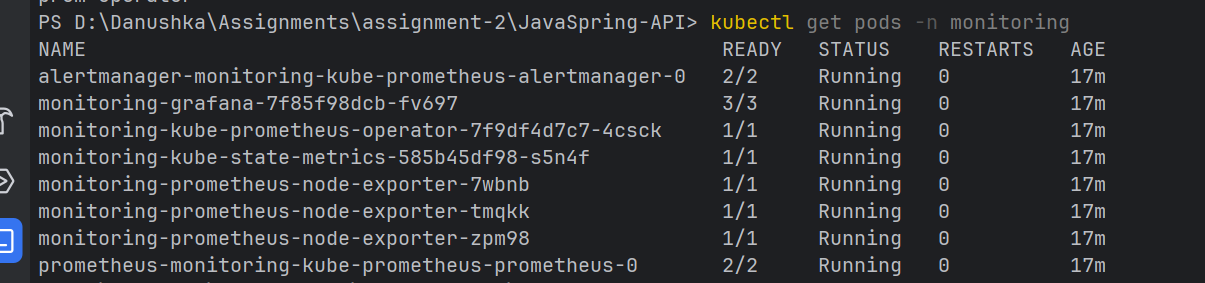 prom-operator
PS D:\Danushka\Assignments\assignment-2\JavaSpring-API> kubectl get pods -n monitoring
NAME READY STATUS RESTARTS AGE
alertmanager-monitoring-kube-prometheus-alertmanager-0 2/2 Running 0 17m
monitoring-grafana-7f85f98dcb-fv697 3/3 Running 0 17m
monitoring-kube-prometheus-operator-7f9df4d7c7-4csck 1/1 Running 0 17m
monitoring-kube-state-metrics-585b45df98-s5n4f 1/1 Running 0 17m
monitoring-prometheus-node-exporter-7wbnb 1/1 Running 0 17m
monitoring-prometheus-node-exporter-tmqkk 1/1 Running 0 17m
monitoring-prometheus-node-exporter-zpm98 1/1 Running 0 17m
prometheus-monitoring-kube-prometheus-prometheus-0 2/2 Running 0 17m